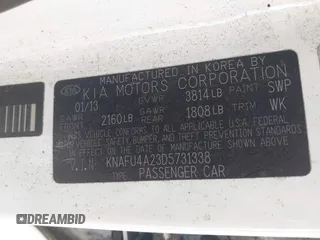 MANUFACTURED IN KOREA BY
KIA MOTORS CORPORATION
01/13 GVWR 3814LB PAINT SWP
GAWR FRONT 2160LB GAWR REAR 1808LB TRIM WK
THIS VEHICLE CONFORMS TO ALL APPLICABLE U.S.A FEDERAL
MOTOR VEHICLE SAFETY, BUMPER, AND THEFT PREVENTION STANDARDS
IN EFFECT ON THE DATE OF MANUFACTURE SHOWN ABOVE.
V.I.N KNAFU4A23D5731338
TYPE: PASSENGER CAR
DREAMBID
dreambid.com